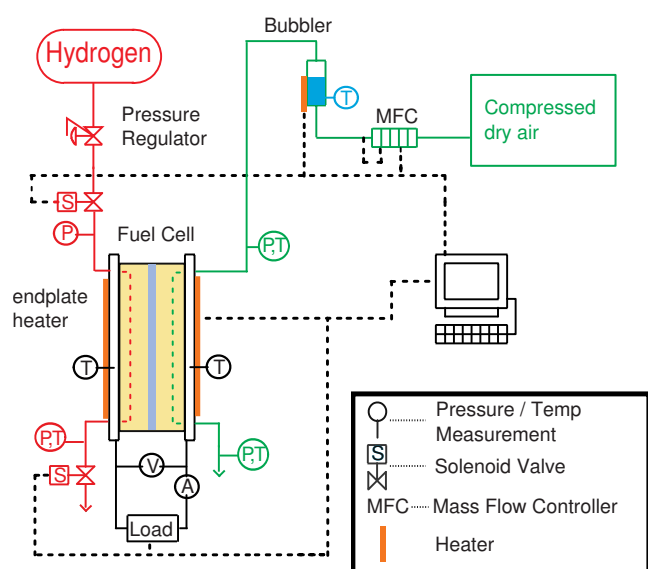 Bubbler
Hydrogen
T
Compressed
dry air
MFC
Pressure
Regulator
S
P
Fuel Cell
P,T
endplate
heater
T
T
P,T
P,T
S
V
A
Load
Pressure / Temp
Measurement
S
Solenoid Valve
MFC
Mass Flow Controller
Heater